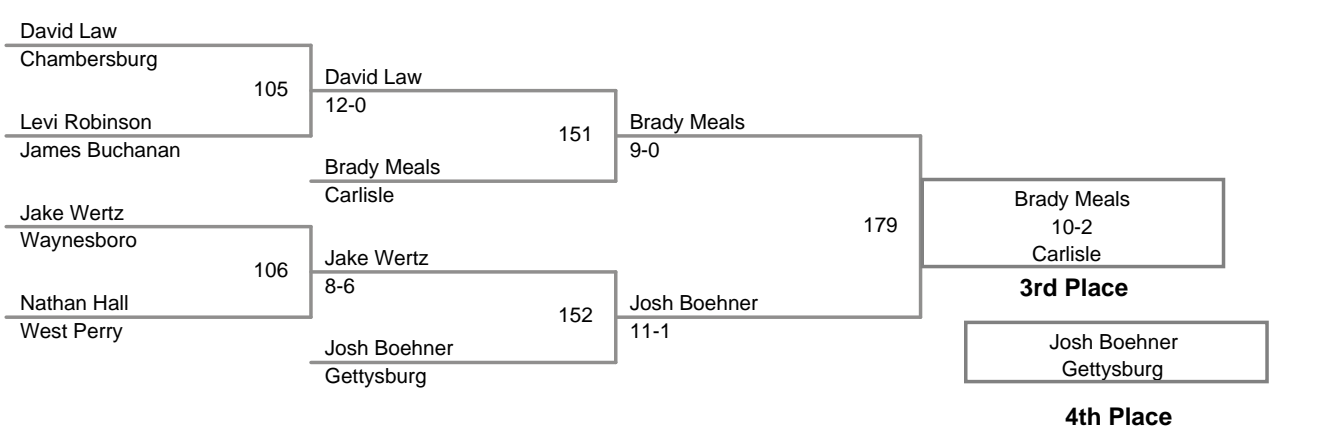 David Law
Chambersburg
105
Levi Robinson
James Buchanan
Jake Wertz
Waynesboro
106
Nathan Hall
West Perry
David Law
12-0
151
Brady Meals
Carlisle
Jake Wertz
8-6
152
Josh Boehner
Gettysburg
Brady Meals
9-0
179
Josh Boehner
11-1
Brady Meals
10-2
Carlisle
3rd Place
Josh Boehner
Gettysburg
4th Place